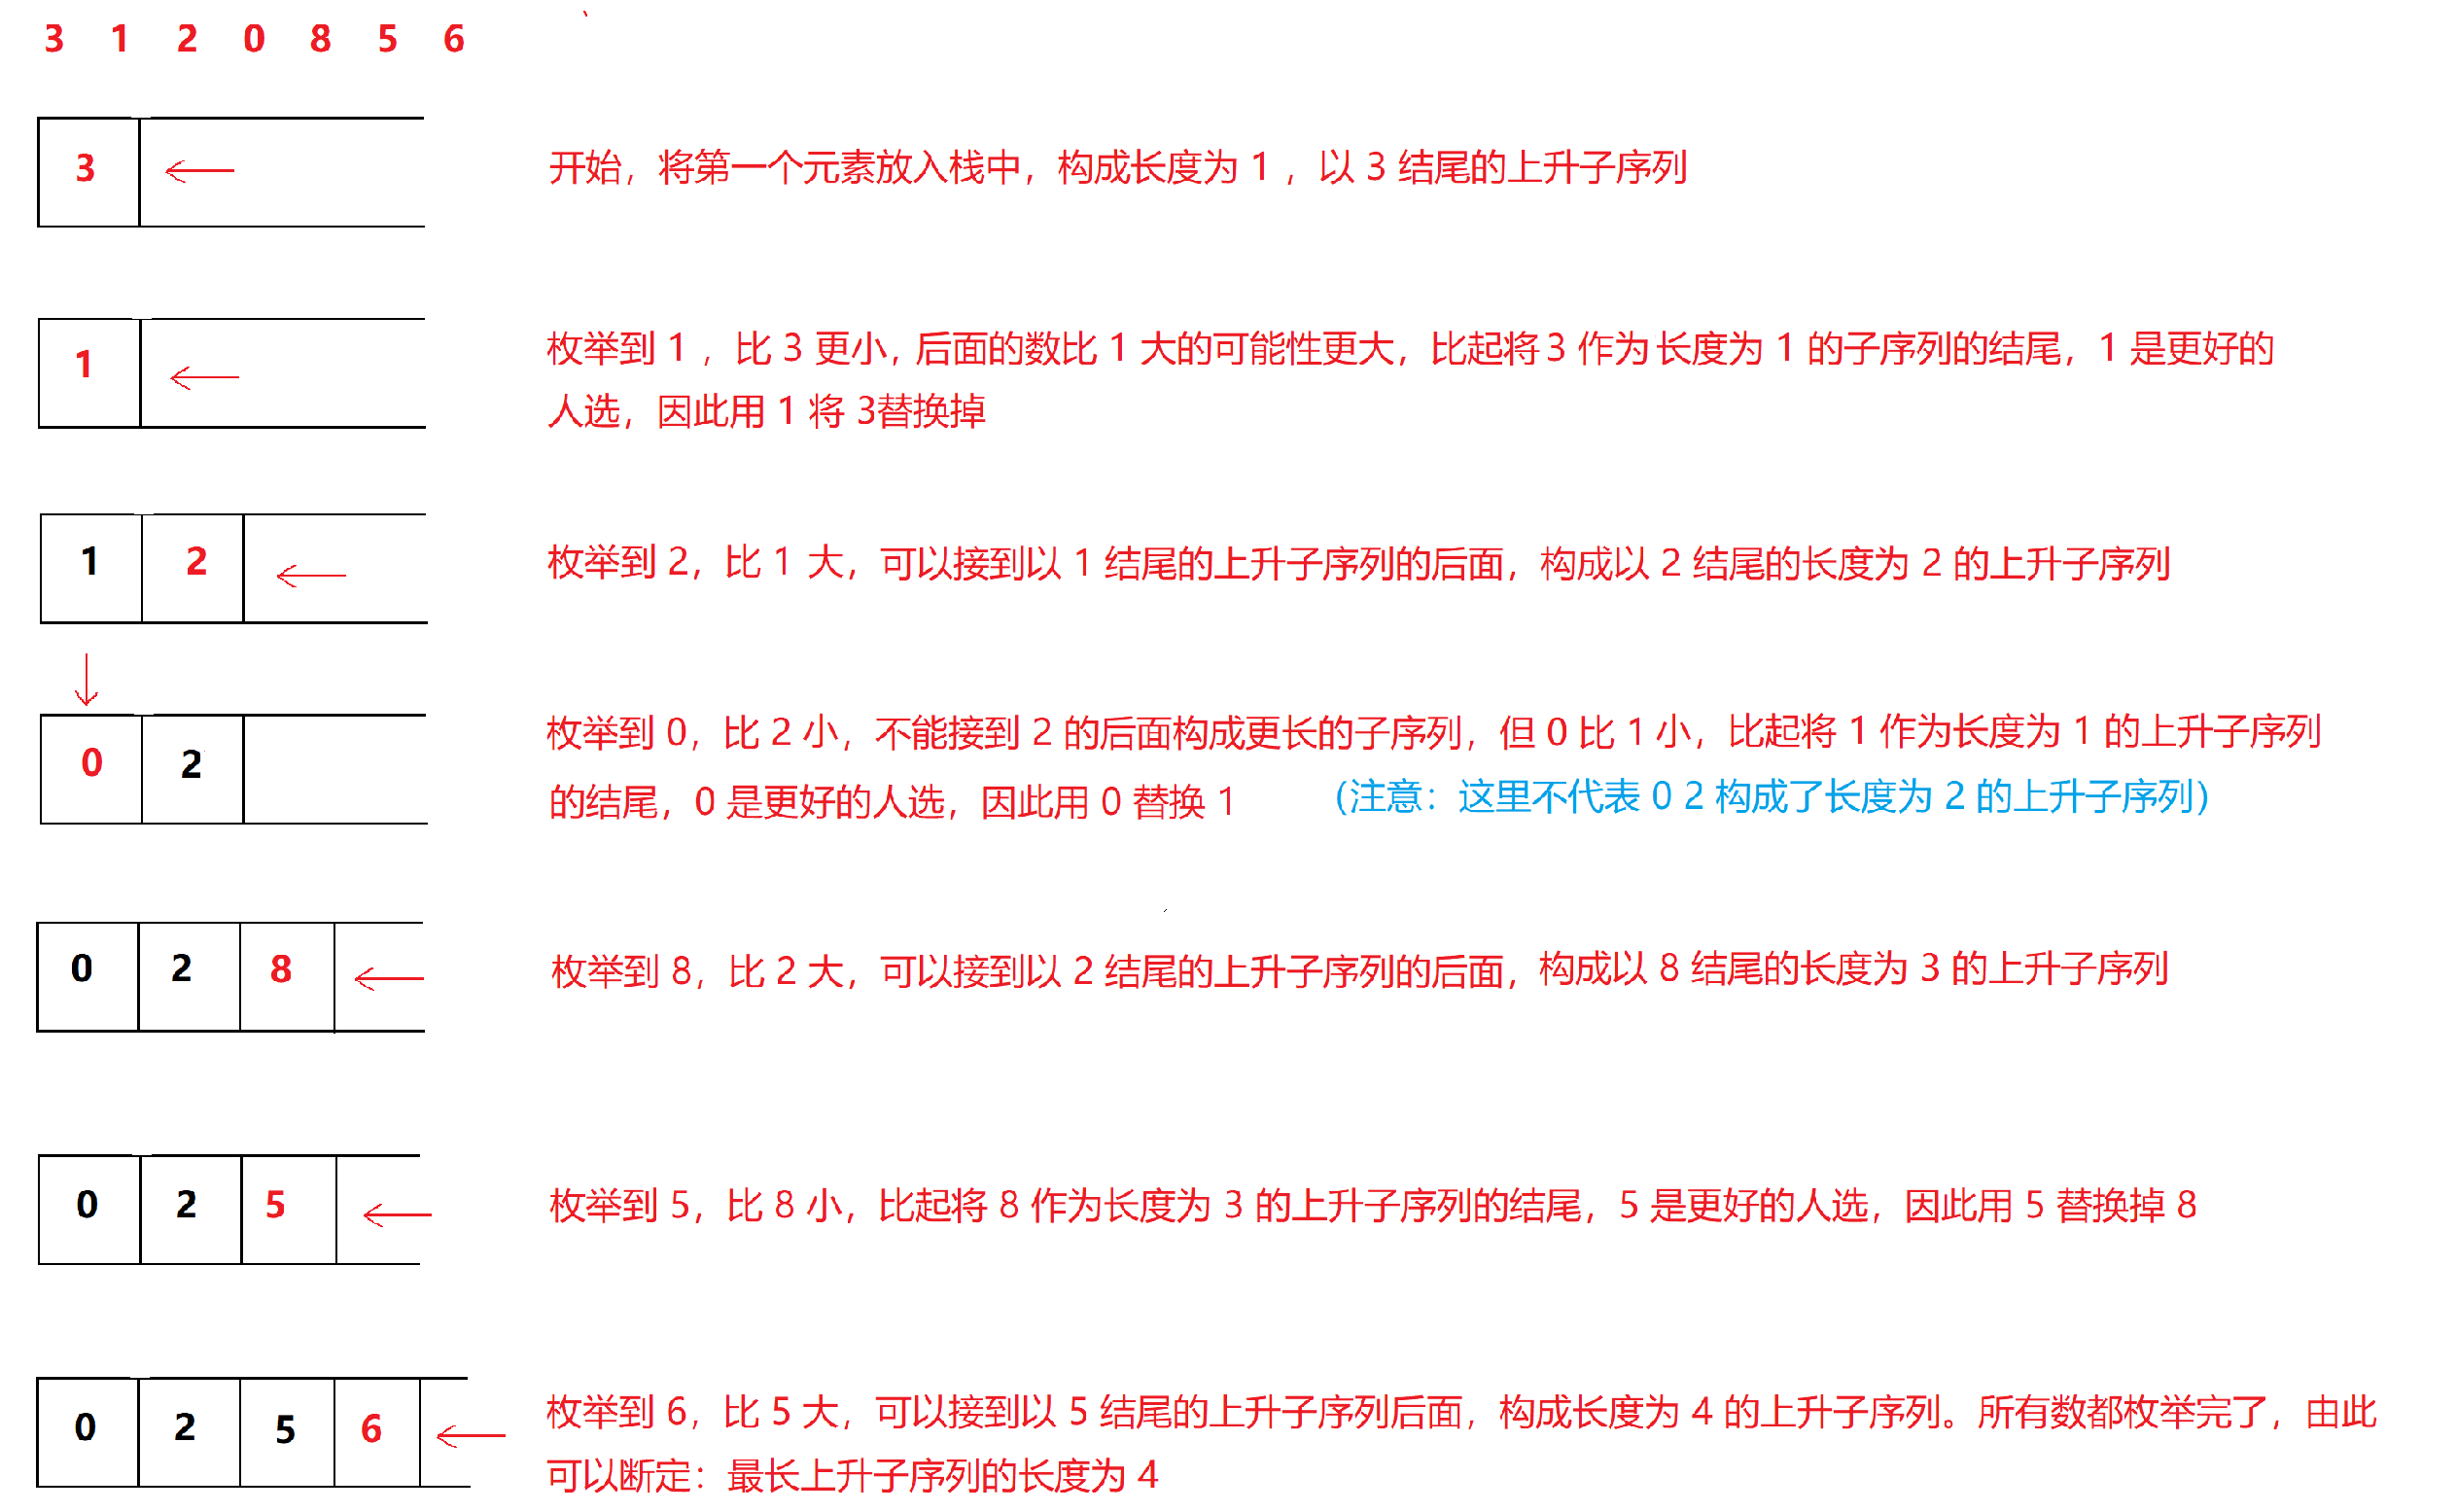 3 1 2 0 8 5 6
3
开始，将第一个元素放入栈中，构成长度为 1 ，以 3 结尾的上升子序列
1
枚举到 1 ，比 3 更小，后面的数比 1 大的可能性更大，比起将 3 作为 长度为 1 的子序列的结尾，1 是更好的
人选，因此用 1 将 3替换掉
1 2
枚举到 2，比 1 大，可以接到以 1 结尾的上升子序列的后面，构成以 2 结尾的长度为 2 的上升子序列
0 2
枚举到 0，比 2 小，不能接到 2 的后面构成更长的子序列，但 0 比 1 小，比起将 1 作为长度为 1 的上升子序列
的结尾，0 是更好的人选，因此用 0 替换 1 （注意：这里不代表 0 2 构成了长度为 2 的上升子序列）
0 2 8
枚举到 8，比 2 大，可以接到以 2 结尾的上升子序列的后面，构成以 8 结尾的长度为 3 的上升子序列
0 2 5
枚举到 5，比 8 小，比起将 8 作为长度为 3 的上升子序列的结尾，5 是更好的人选，因此用 5 替换掉 8
0 2 5 6
枚举到 6，比 5 大，可以接到以 5 结尾的上升子序列后面，构成长度为 4 的上升子序列。所有数都枚举完了，由此
可以断定：最长上升子序列的长度为 4